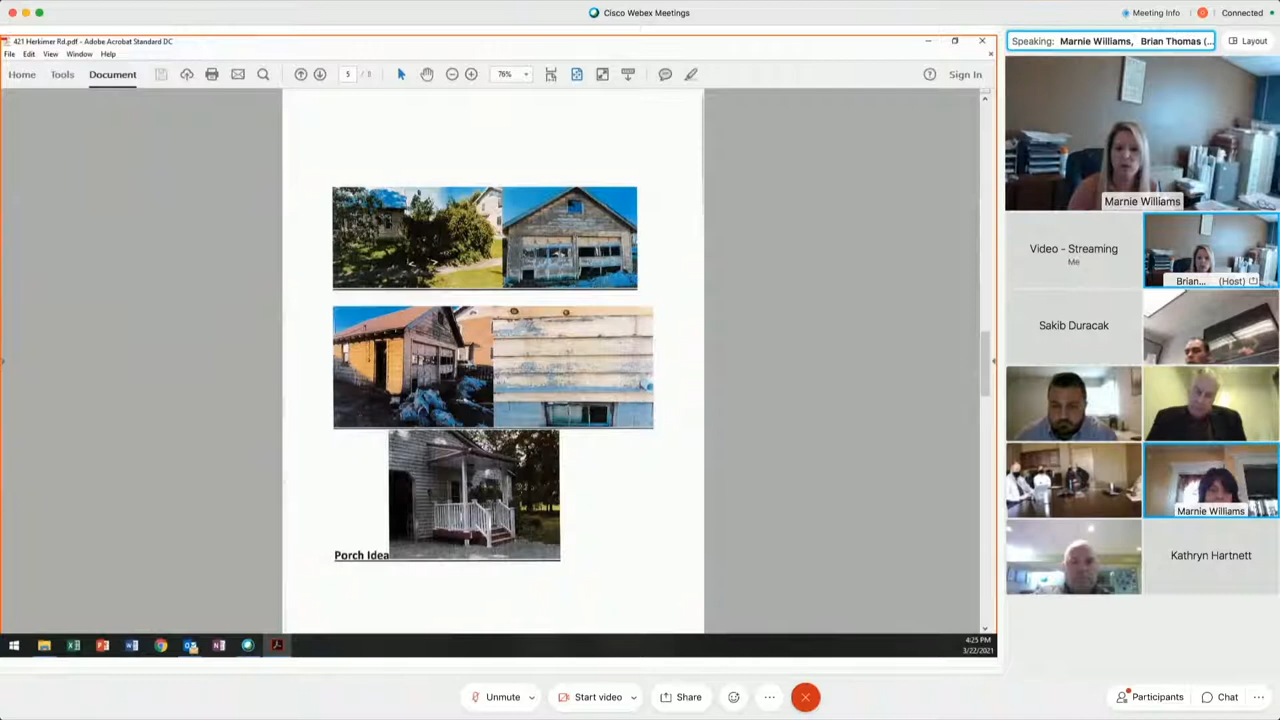 Cisco Webex Meetings
Meeting Info
Connected
421 Herkimer Rd.pdf - Adobe Acrobat Standard DC
File Edit View Window Help
Home Tools Document
5 / 8
76%
Sign In
Porch Idea
4:25 PM
3/22/2021
Speaking: Marnie Williams, Brian Thomas (...
Layout
Marnie Williams
Video - Streaming
Me
Brian... (Host)
Sakib Duracak
Marnie Williams
Kathryn Hartnett
Unmute
Start video
Share
Participants
Chat